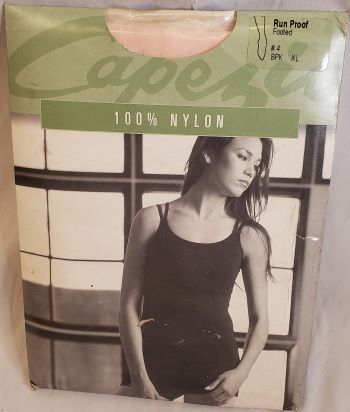 Run Proof
Footed
# 4
BPK XL
Capezio
100% NYLON